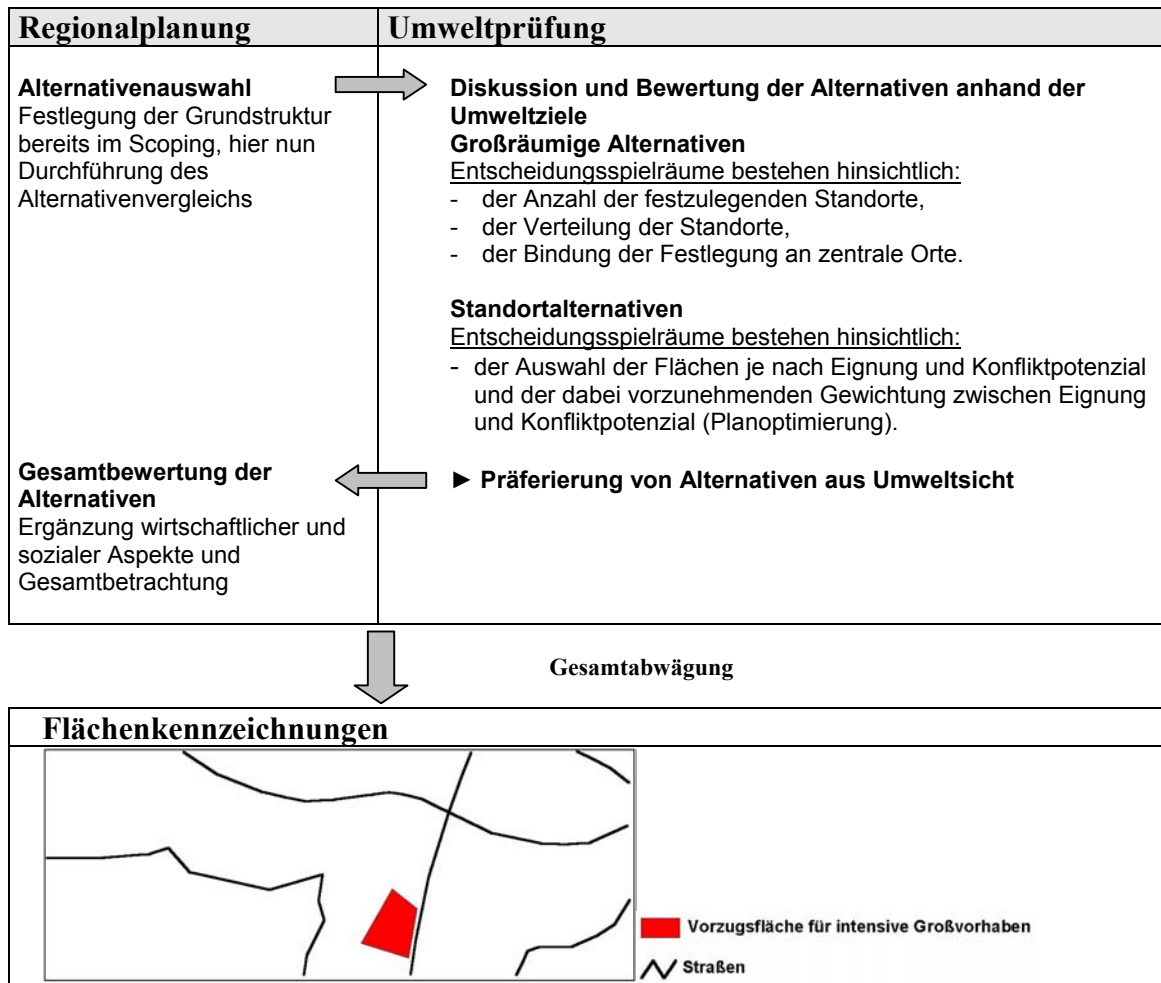 Regionalplanung
Umweltprüfung
Alternativenauswahl
Festlegung der Grundstruktur
bereits im Scoping, hier nun
Durchführung des
Alternativenvergleichs
Diskussion und Bewertung der Alternativen anhand der
Umweltziele
Großräumige Alternativen
Entscheidungsspielräume bestehen hinsichtlich:
- der Anzahl der festzulegenden Standorte,
- der Verteilung der Standorte,
- der Bindung der Festlegung an zentrale Orte.
Standortalternativen
Entscheidungsspielräume bestehen hinsichtlich:
- der Auswahl der Flächen je nach Eignung und Konfliktpotenzial
und der dabei vorzunehmenden Gewichtung zwischen Eignung
und Konfliktpotenzial (Planoptimierung).
Gesamtbewertung der
Alternativen
Ergänzung wirtschaftlicher und
sozialer Aspekte und
Gesamtbetrachtung
► Präferierung von Alternativen aus Umweltsicht
Gesamtabwägung
Flächenkennzeichnungen
Vorzugsfläche für intensive Großvorhaben
Straßen